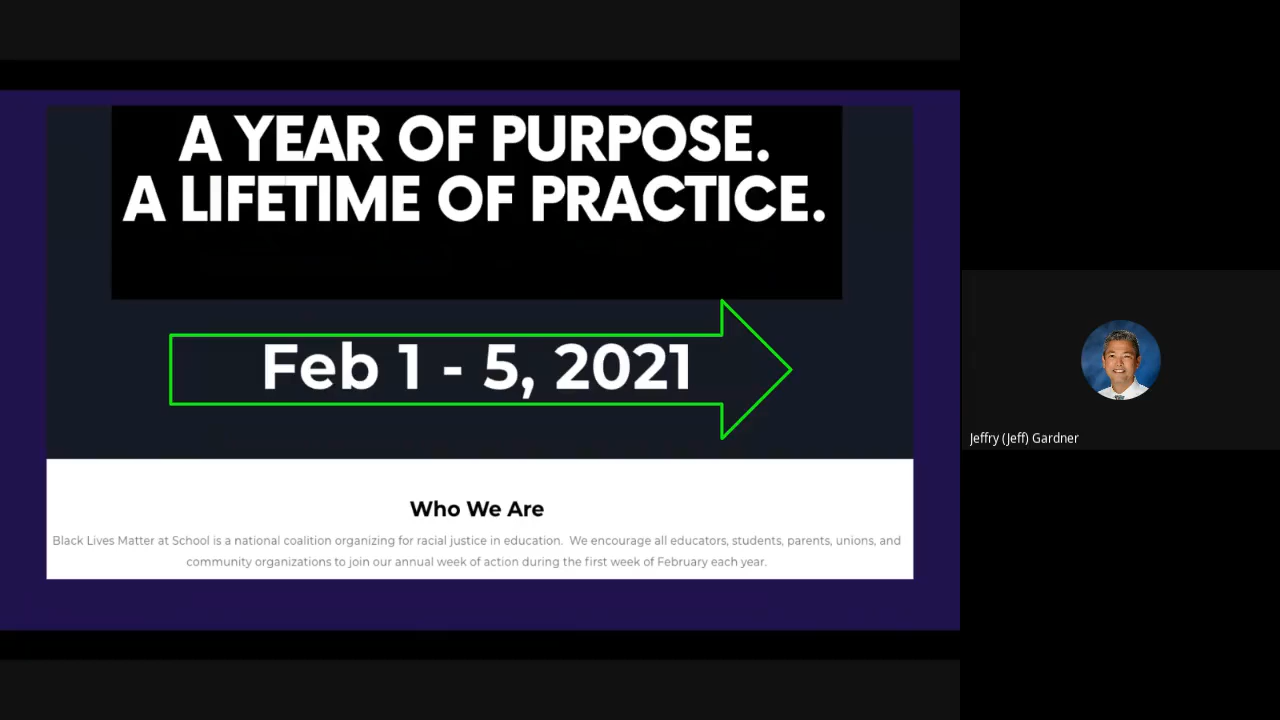 A YEAR OF PURPOSE.
A LIFETIME OF PRACTICE.
Feb 1 - 5, 2021
Who We Are
Black Lives Matter at School is a national coalition organizing for racial justice in education.  We encourage all educators, students, parents, unions, and
community organizations to join our annual week of action during the first week of February each year.
Jeffry (Jeff) Gardner